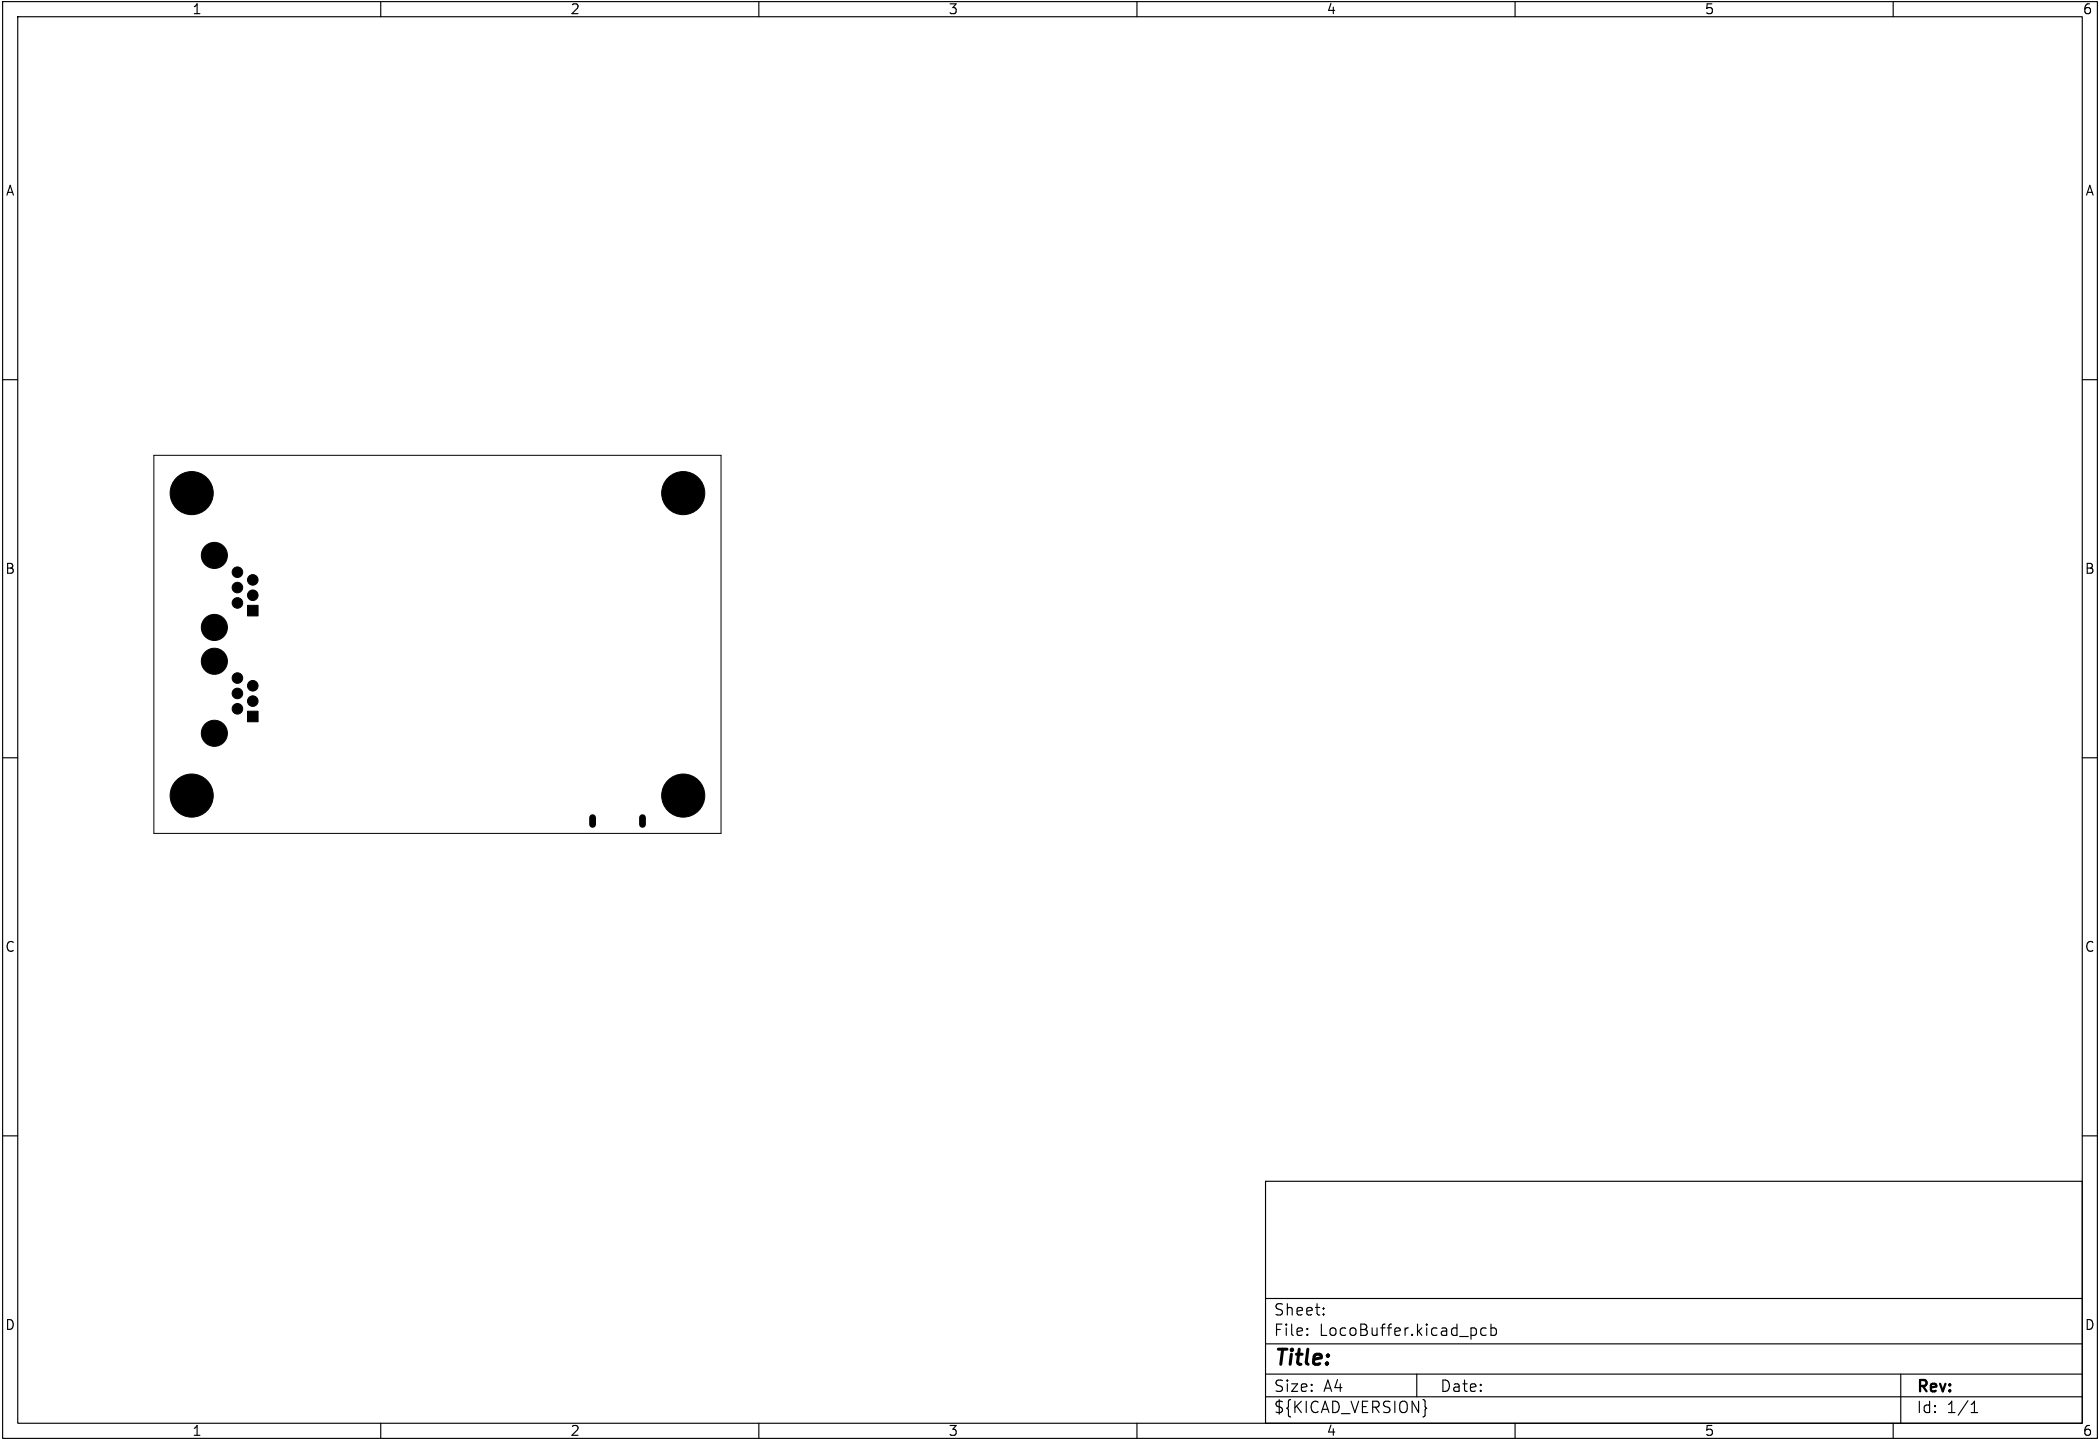 1 2 3 4 5 6
A A
B B
C C
Sheet:
File: LocoBuffer.kicad_pcb
D D
Title:
Size: A4 Date: Rev:
${KICAD_VERSION} Id: 1/1
1 2 3 4 5 6